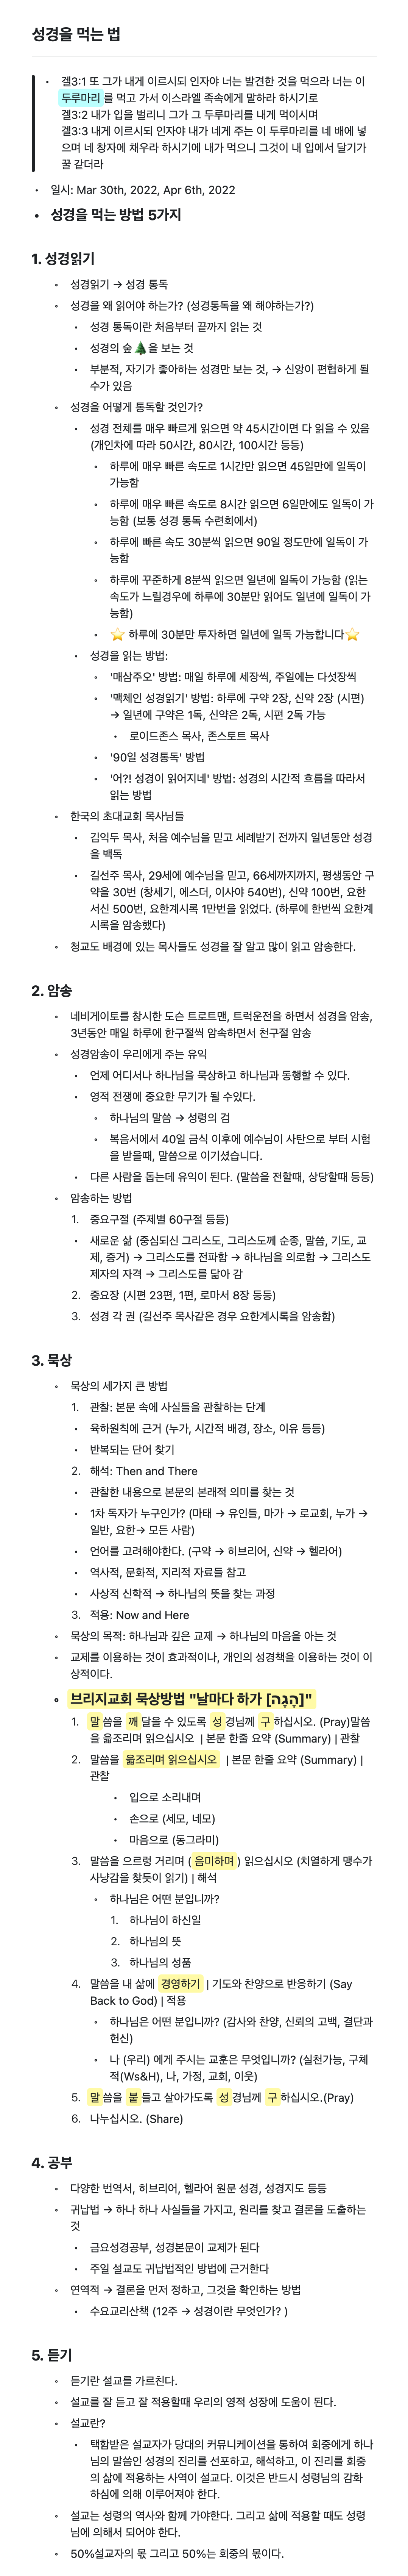 성경을 먹는 법
• 겔3:1 또 그가 내게 이르시되 인자야 너는 발견한 것을 먹으라 너는 이
두루마리를 먹고 가서 이스라엘 족속에게 말하라 하시기로
겔3:2 내가 입을 벌리니 그가 그 두루마리를 내게 먹이시며
겔3:3 내게 이르시되 인자야 내가 네게 주는 이 두루마리를 네 배에 넣
으며 네 창자에 채우라 하시기에 내가 먹으니 그것이 내 입에서 달기가
꿀 같더라
• 일시: Mar 30th, 2022, Apr 6th, 2022
• 성경을 먹는 방법 5가지
1. 성경읽기
• 성경읽기 → 성경 통독
• 성경을 왜 읽어야 하는가? (성경통독을 왜 해야하는가?)
• 성경 통독이란 처음부터 끝까지 읽는 것
• 성경의 숲🌲을 보는 것
• 부분적, 자기가 좋아하는 성경만 보는 것, → 신앙이 편협하게 될
수가 있음
• 성경을 어떻게 통독할 것인가?
• 성경 전체를 매우 빠르게 읽으면 약 45시간이면 다 읽을 수 있음
(개인차에 따라 50시간, 80시간, 100시간 등등)
• 하루에 매우 빠른 속도로 1시간만 읽으면 45일만에 일독이
가능함
• 하루에 매우 빠른 속도로 8시간 읽으면 6일만에도 일독이 가
능함 (보통 성경 통독 수련회에서)
• 하루에 빠른 속도 30분씩 읽으면 90일 정도만에 일독이 가
능함
• 하루에 꾸준하게 8분씩 읽으면 일년에 일독이 가능함 (읽는
속도가 느릴경우에 하루에 30분만 읽어도 일년에 일독이 가
능함)
• ⭐ 하루에 30분만 투자하면 일년에 일독 가능합니다⭐
• 성경을 읽는 방법:
• '매삼주오' 방법: 매일 하루에 세장씩, 주일에는 다섯장씩
• '맥체인 성경읽기' 방법: 하루에 구약 2장, 신약 2장 (시편)
→ 일년에 구약은 1독, 신약은 2독, 시편 2독 가능
• 로이드존스 목사, 존스토트 목사
• '90일 성경통독' 방법
• '어?! 성경이 읽어지네' 방법: 성경의 시간적 흐름을 따라서
읽는 방법
• 한국의 초대교회 목사님들
• 김익두 목사, 처음 예수님을 믿고 세례받기 전까지 일년동안 성경
을 백독
• 길선주 목사, 29세에 예수님을 믿고, 66세까지까지, 평생동안 구
약을 30번 (창세기, 에스더, 이사야 540번), 신약 100번, 요한
서신 500번, 요한계시록 1만번을 읽었다. (하루에 한번씩 요한계
시록을 암송했다)
• 청교도 배경에 있는 목사들도 성경을 잘 알고 많이 읽고 암송한다.
2. 암송
• 네비게이토를 창시한 도슨 트로트맨, 트럭운전을 하면서 성경을 암송,
3년동안 매일 하루에 한구절씩 암속하면서 천구절 암송
• 성경암송이 우리에게 주는 유익
• 언제 어디서나 하나님을 묵상하고 하나님과 동행할 수 있다.
• 영적 전쟁에 중요한 무기가 될 수있다.
• 하나님의 말씀 → 성령의 검
• 복음서에서 40일 금식 이후에 예수님이 사탄으로 부터 시험
을 받을때, 말씀으로 이기셨습니다.
• 다른 사람을 돕는데 유익이 된다. (말씀을 전할때, 상당할때 등등)
• 암송하는 방법
1. 중요구절 (주제별 60구절 등등)
• 새로운 삶 (중심되신 그리스도, 그리스도께 순종, 말씀, 기도, 교
제, 증거) → 그리스도를 전파함 → 하나님을 의로함 → 그리스도
제자의 자격 → 그리스도를 닮아 감
2. 중요장 (시편 23편, 1편, 로마서 8장 등등)
3. 성경 각 권 (길선주 목사같은 경우 요한계시록을 암송함)
3. 묵상
• 묵상의 세가지 큰 방법
1. 관찰: 본문 속에 사실들을 관찰하는 단계
• 육하원칙에 근거 (누가, 시간적 배경, 장소, 이유 등등)
• 반복되는 단어 찾기
2. 해석: Then and There
• 관찰한 내용으로 본문의 본래적 의미를 찾는 것
• 1차 독자가 누구인가? (마태 → 유인들, 마가 → 로교회, 누가 →
일반, 요한→ 모든 사람)
• 언어를 고려해야한다. (구약 → 히브리어, 신약 → 헬라어)
• 역사적, 문화적, 지리적 자료들 참고
• 사상적 신학적 → 하나님의 뜻을 찾는 과정
3. 적용: Now and Here
• 묵상의 목적: 하나님과 깊은 교제 → 하나님의 마음을 아는 것
• 교제를 이용하는 것이 효과적이나, 개인의 성경책을 이용하는 것이 이
상적이다.
• 브리지교회 묵상방법 "날마다 하가 [הָגָה]"
1. 말씀을 깨달을 수 있도록 성경님께 구하십시오. (Pray)말씀
을 읊조리며 읽으십시오 | 본문 한줄 요약 (Summary) | 관찰
2. 말씀을 읊조리며 읽으십시오 | 본문 한줄 요약 (Summary) |
관찰
• 입으로 소리내며
• 손으로 (세모, 네모)
• 마음으로 (동그라미)
3. 말씀을 으르렁 거리며 (음미하며) 읽으십시오 (치열하게 맹수가
사냥감을 찾듯이 읽기) | 해석
• 하나님은 어떤 분입니까?
1. 하나님이 하신일
2. 하나님의 뜻
3. 하나님의 성품
4. 말씀을 내 삶에 경영하기 | 기도와 찬양으로 반응하기 (Say
Back to God) | 적용
• 하나님은 어떤 분입니까? (감사와 찬양, 신뢰의 고백, 결단과
헌신)
• 나 (우리) 에게 주시는 교훈은 무엇입니까? (실천가능, 구체
적(Ws&H), 나, 가정, 교회, 이웃)
5. 말씀을 붙들고 살아가도록 성경님께 구하십시오.(Pray)
6. 나누십시오. (Share)
4. 공부
• 다양한 번역서, 히브리어, 헬라어 원문 성경, 성경지도 등등
• 귀납법 → 하나 하나 사실들을 가지고, 원리를 찾고 결론을 도출하는
것
• 금요성경공부, 성경본문이 교제가 된다
• 주일 설교도 귀납법적인 방법에 근거한다
• 연역적 → 결론을 먼저 정하고, 그것을 확인하는 방법
• 수요교리산책 (12주 → 성경이란 무엇인가? )
5. 듣기
• 듣기란 설교를 가르친다.
• 설교를 잘 듣고 잘 적용할때 우리의 영적 성장에 도움이 된다.
• 설교란?
• 택함받은 설교자가 당대의 커뮤니케이션을 통하여 회중에게 하나
님의 말씀인 성경의 진리를 선포하고, 해석하고, 이 진리를 회중
의 삶에 적용하는 사역이 설교다. 이것은 반드시 성령님의 감화
하심에 의해 이루어져야 한다.
• 설교는 성령의 역사와 함께 가야한다. 그리고 삶에 적용할 때도 성령
님에 의해서 되어야 한다.
• 50%설교자의 몫 그리고 50%는 회중의 몫이다.